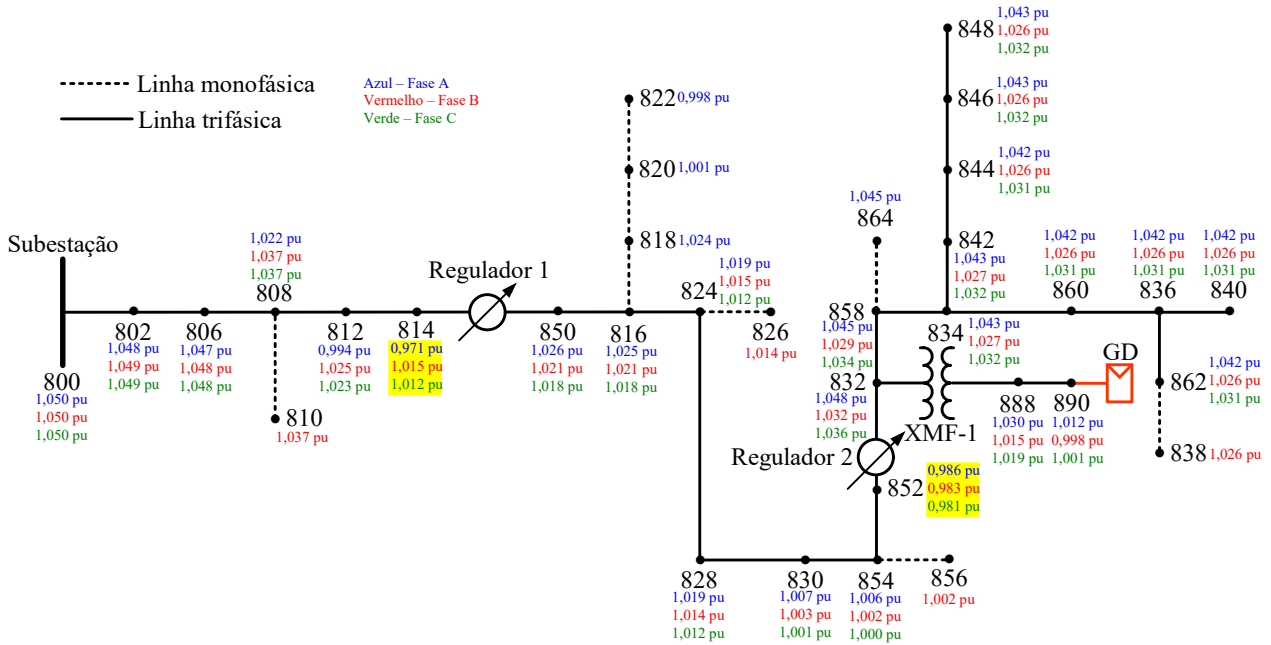 Linha monofásica
Linha trifásica
Azul – Fase A
Vermelho – Fase B
Verde – Fase C
Subestação
800
1,050 pu
1,050 pu
1,050 pu
802
1,048 pu
1,049 pu
1,049 pu
806
1,047 pu
1,048 pu
1,048 pu
1,022 pu
1,037 pu
1,037 pu
808
810
1,037 pu
812
0,994 pu
1,025 pu
1,023 pu
814
0,971 pu
1,015 pu
1,012 pu
Regulador 1
850
1,026 pu
1,021 pu
1,018 pu
816
1,025 pu
1,021 pu
1,018 pu
822 0,998 pu
820 1,001 pu
818 1,024 pu
824
1,019 pu
1,015 pu
1,012 pu
826
1,014 pu
828
1,019 pu
1,014 pu
1,012 pu
830
1,007 pu
1,003 pu
1,001 pu
854
1,006 pu
1,002 pu
1,000 pu
856
1,002 pu
852
0,986 pu
0,983 pu
0,981 pu
Regulador 2
832
1,048 pu
1,032 pu
1,036 pu
XMF-1
888
1,030 pu
1,015 pu
1,019 pu
890
1,012 pu
0,998 pu
1,001 pu
GD
858
1,045 pu
1,029 pu
1,034 pu
1,045 pu
864
834
1,043 pu
1,027 pu
1,032 pu
842
1,043 pu
1,027 pu
1,032 pu
844
1,042 pu
1,026 pu
1,031 pu
846
1,043 pu
1,026 pu
1,032 pu
848
1,043 pu
1,026 pu
1,032 pu
1,042 pu
1,026 pu
1,031 pu
860
1,042 pu
1,026 pu
1,031 pu
836
1,042 pu
1,026 pu
1,031 pu
840
862
1,042 pu
1,026 pu
1,031 pu
838 1,026 pu